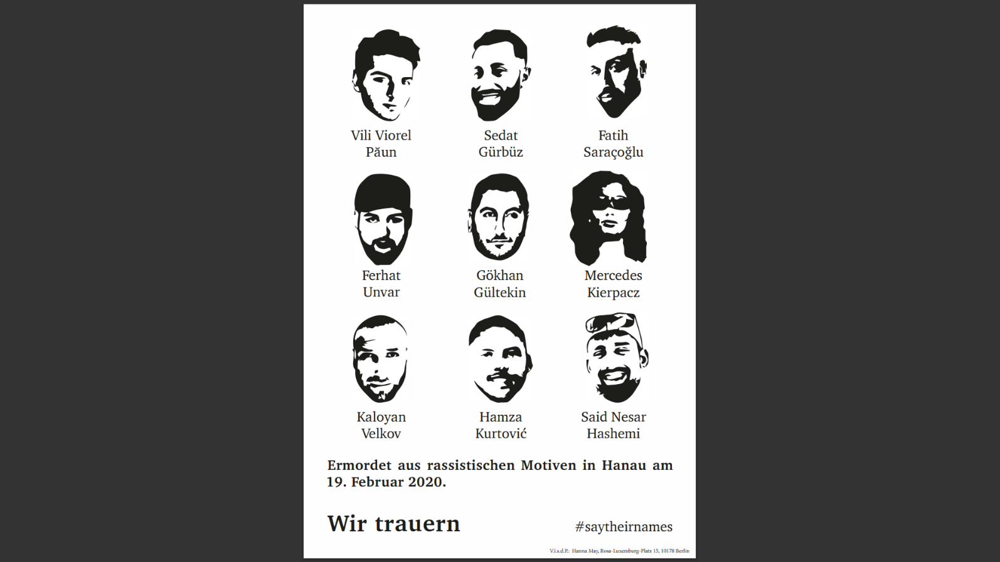 Vili Viorel
Păun
Sedat
Gürbüz
Fatih
Saraçoğlu
Ferhat
Unvar
Gökhan
Gültekin
Mercedes
Kierpacz
Kaloyan
Velkov
Hamza
Kurtović
Said Nesar
Hashemi
Ermordet aus rassistischen Motiven in Hanau am
19. Februar 2020.
Wir trauern
#saytheirnames
V.i.s.d.P.: Hanna May, Rosa-Luxemburg-Platz 15, 10178 Berlin